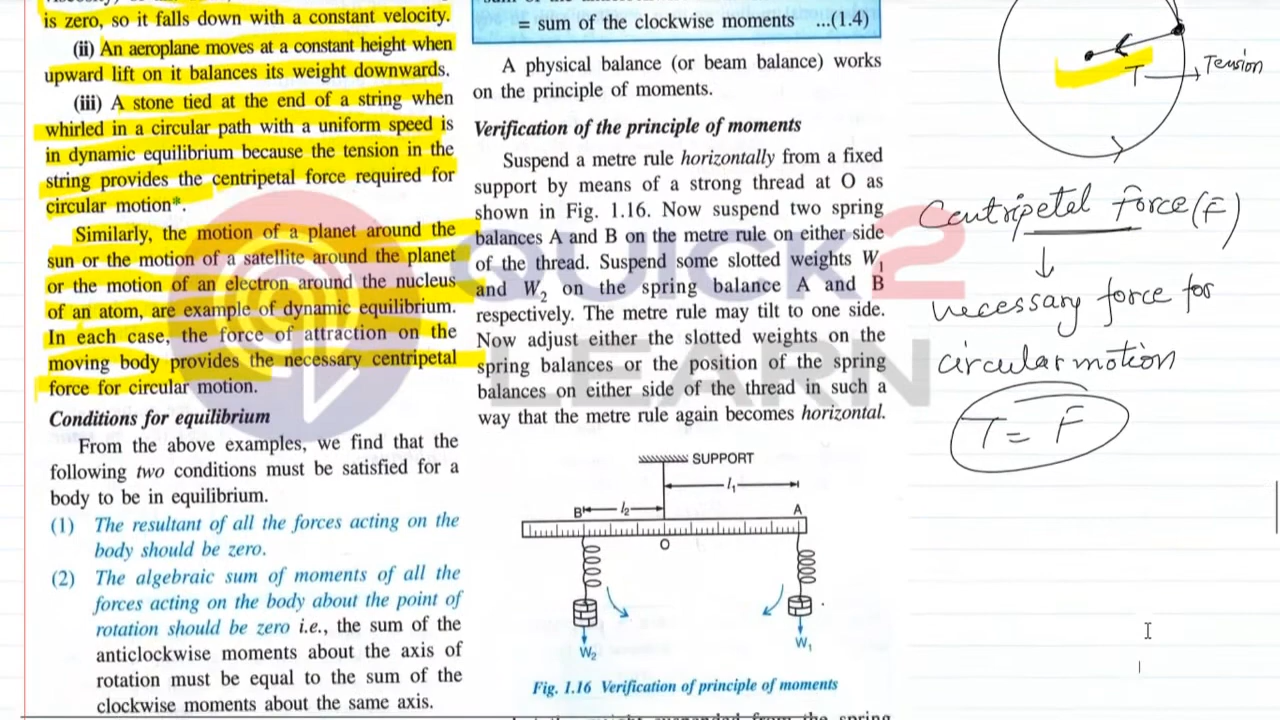 is zero, so it falls down with a constant velocity.
(ii) An aeroplane moves at a constant height when
upward lift on it balances its weight downwards.
(iii) A stone tied at the end of a string when
whirled in a circular path with a uniform speed is
in dynamic equilibrium because the tension in the
string provides the centripetal force required for
circular motion*.
Similarly, the motion of a planet around the
sun or the motion of a satellite around the planet
or the motion of an electron around the nucleus
of an atom, are example of dynamic equilibrium.
In each case, the force of attraction on the
moving body provides the necessary centripetal
force for circular motion.
Conditions for equilibrium
From the above examples, we find that the
following two conditions must be satisfied for a
body to be in equilibrium.
(1) The resultant of all the forces acting on the
body should be zero.
(2) The algebraic sum of moments of all the
forces acting on the body about the point of
rotation should be zero i.e., the sum of the
anticlockwise moments about the axis of
rotation must be equal to the sum of the
clockwise moments about the same axis.
= sum of the clockwise moments ...(1.4)
A physical balance (or beam balance) works
on the principle of moments.
Verification of the principle of moments
Suspend a metre rule horizontally from a fixed
support by means of a strong thread at O as
shown in Fig. 1.16. Now suspend two spring
balances A and B on the metre rule on either side
of the thread. Suspend some slotted weights W₁
and W₂ on the spring balance A and B
respectively. The metre rule may tilt to one side.
Now adjust either the slotted weights on the
spring balances or the position of the spring
balances on either side of the thread in such a
way that the metre rule again becomes horizontal.
SUPPORT
l₁
B l₂ A
O
W₂ W₁
Fig. 1.16 Verification of principle of moments
T → Tension
Centripetal Force (F)
↓
necessary force for
circular motion
T = F
QUICK2
LEARN